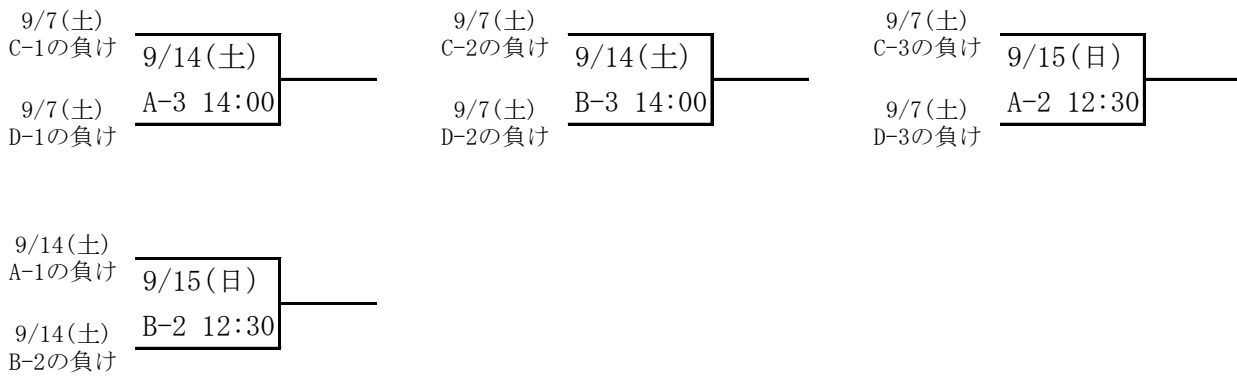 9/7(土)
C-1の負け
9/14(土)
A-3 14:00
9/7(土)
D-1の負け
9/7(土)
C-2の負け
9/14(土)
B-3 14:00
9/7(土)
D-2の負け
9/7(土)
C-3の負け
9/15(日)
A-2 12:30
9/7(土)
D-3の負け
9/14(土)
A-1の負け
9/15(日)
B-2 12:30
9/14(土)
B-2の負け